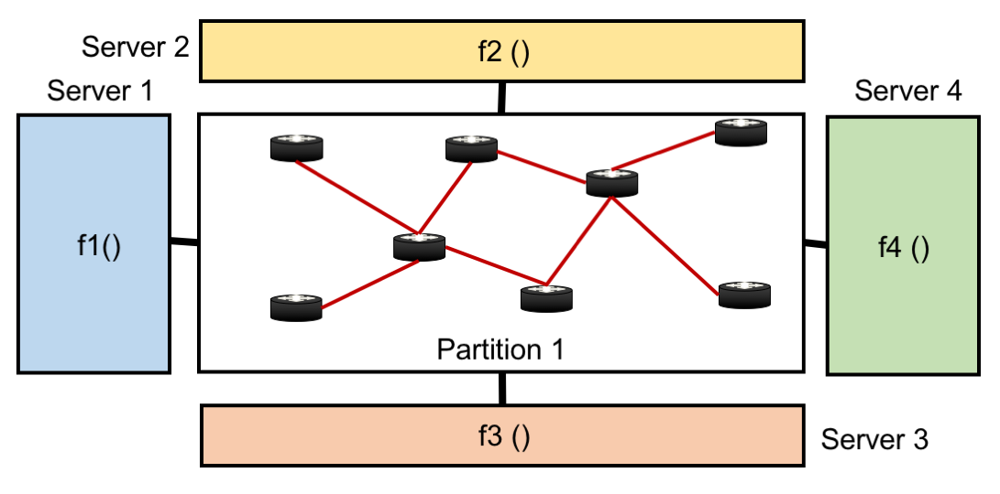 Server 2
f2 ()
Server 1
Server 4
f1()
f4 ()
Partition 1
f3 ()
Server 3